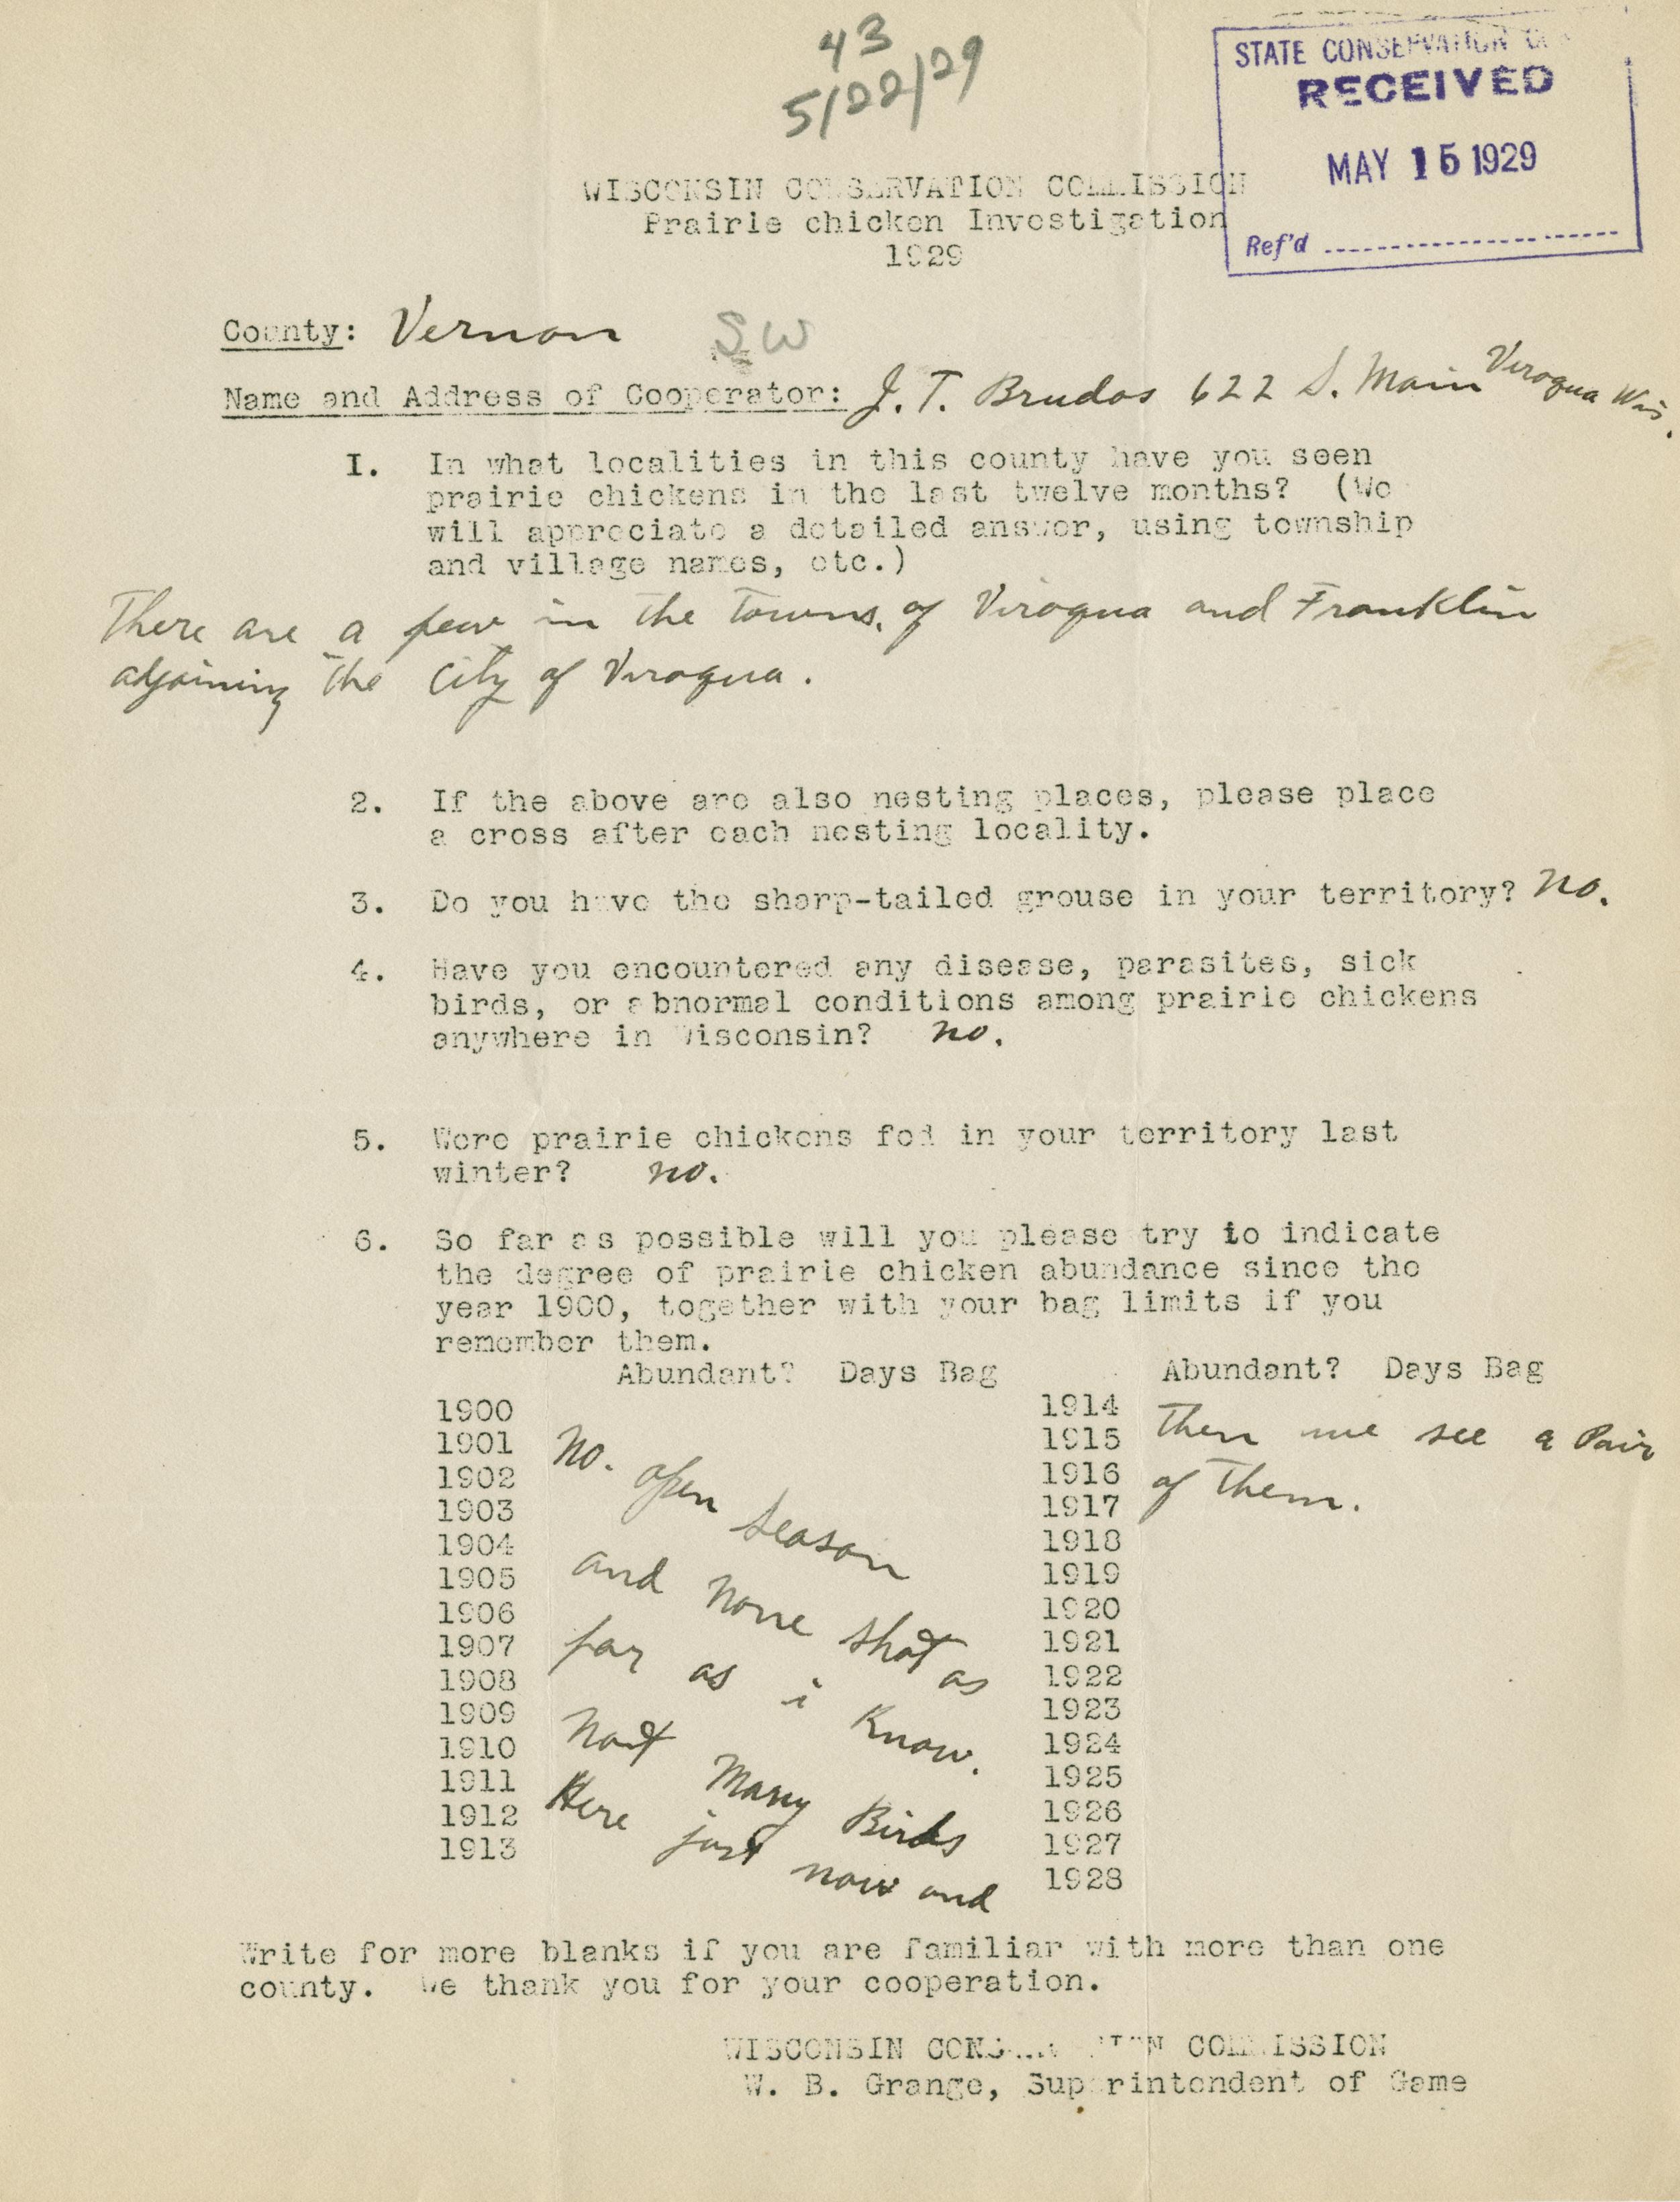 43
5/22/29
STATE CONSERVATION
RECEIVED
MAY 15 1929
Ref'd
WISCONSIN CONSERVATION COMMISSION
Prairie chicken Investigation
1929
County: Vernon SW
Name and Address of Cooperator: J. T. Brudos 622 S. Main Viroqua Wis.
I. In what localities in this county have you seen
prairie chickens in the last twelve months? (We
will appreciate a detailed answer, using township
and village names, etc.)
There are a few in the towns of Viroqua and Franklin
adjoining the City of Viroqua.
2. If the above are also nesting places, please place
a cross after each nesting locality.
3. Do you have the sharp-tailed grouse in your territory? no.
4. Have you encountered any disease, parasites, sick
birds, or abnormal conditions among prairie chickens
anywhere in Wisconsin? no.
5. Were prairie chickens fed in your territory last
winter? no.
6. So far as possible will you please try to indicate
the degree of prairie chicken abundance since the
year 1900, together with your bag limits if you
remember them.
Abundant? Days Bag
1900
1901
1902
1903
1904
1905
1906
1907
1908
1909
1910
1911
1912
1913
No. open season
and none shot as
far as i Know.
Not Many Birds
Here just now and
Abundant? Days Bag
1914
1915
1916
1917
1918
1919
1920
1921
1922
1923
1924
1925
1926
1927
1928
then we see a Pair
of them.
Write for more blanks if you are familiar with more than one
county. We thank you for your cooperation.
WISCONSIN CONSERVATION COMMISSION
W. B. Grange, Superintendent of Game